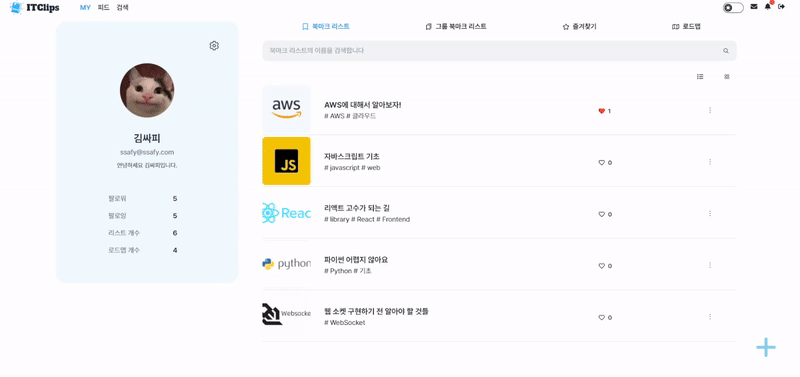 ITClips
MY 피드 검색
북마크 리스트 그룹 북마크 리스트 즐겨찾기 로드맵
북마크 리스트의 이름을 검색합니다
김싸피
ssafy@ssafy.com
안녕하세요 김싸피입니다.
팔로워 5
팔로잉 5
리스트 개수 6
로드맵 개수 4
aws
AWS에 대해서 알아보자!
# AWS # 클라우드
1
JS
자바스크립트 기초
# javascript # web
0
Reac
리액트 고수가 되는 길
# library # React # Frontend
0
python
파이썬 어렵지 않아요
# Python # 기초
0
Websocke
웹 소켓 구현하기 전 알아야 할 것들
# WebSocket
0